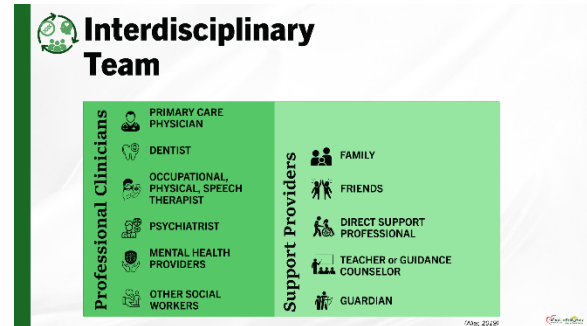 Interdisciplinary
Team
Professional Clinicians
PRIMARY CARE
PHYSICIAN
DENTIST
OCCUPATIONAL,
PHYSICAL, SPEECH
THERAPIST
PSYCHIATRIST
MENTAL HEALTH
PROVIDERS
OTHER SOCIAL
WORKERS
Support Providers
FAMILY
FRIENDS
DIRECT SUPPORT
PROFESSIONAL
TEACHER or GUIDANCE
COUNSELOR
GUARDIAN